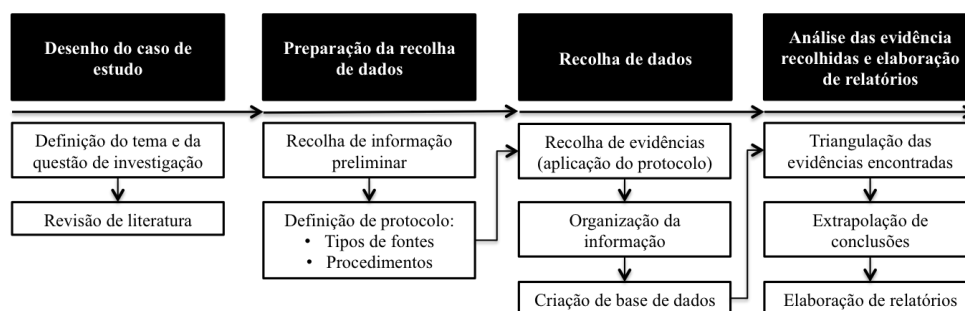 Desenho do caso de
estudo
Definição do tema e da
questão de investigação
Revisão de literatura
Preparação da recolha
de dados
Recolha de informação
preliminar
Definição de protocolo:
• Tipos de fontes
• Procedimentos
Recolha de dados
Recolha de evidências
(aplicação do protocolo)
Organização da
informação
Criação de base de dados
Análise das evidência
recolhidas e elaboração
de relatórios
Triangulação das
evidências encontradas
Extrapolação de
conclusões
Elaboração de relatórios